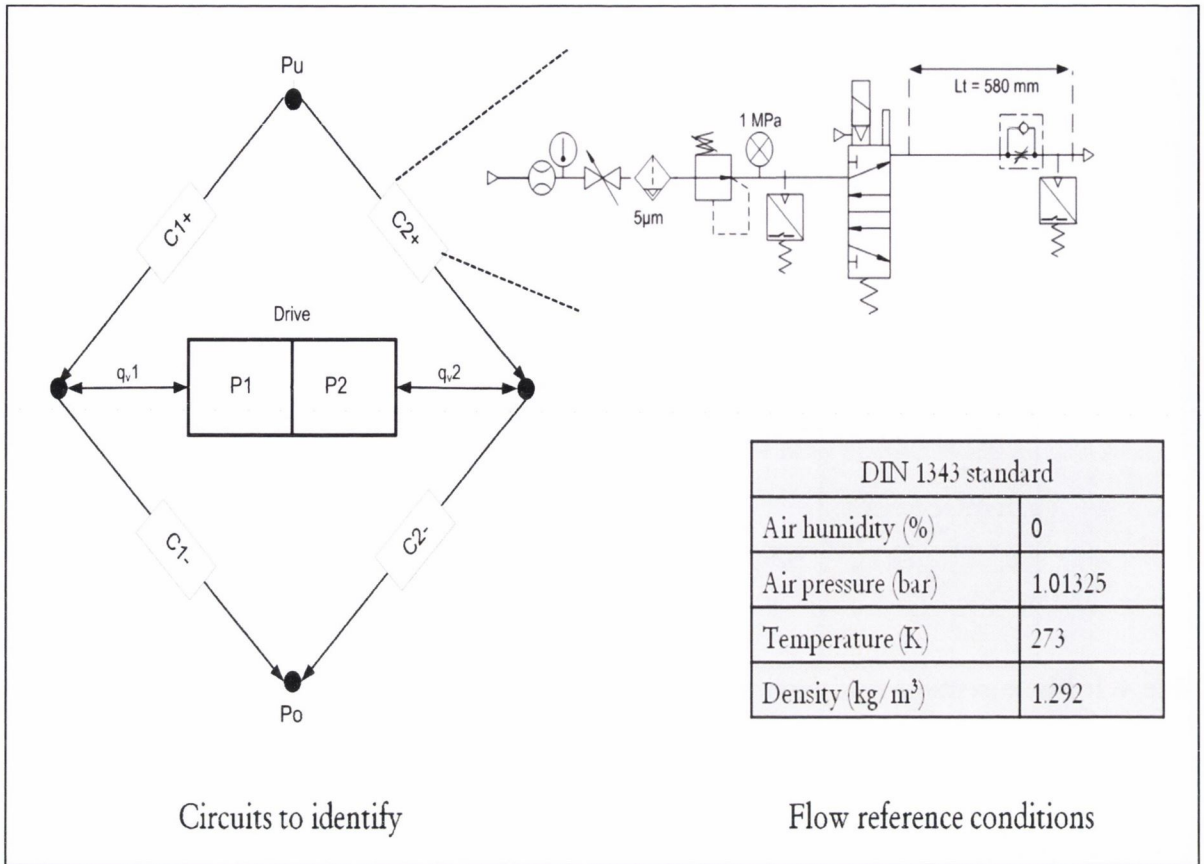 Pu
C1+
C2+
Drive
qv1
P1
P2
qv2
C1-
C2-
Po
1 MPa
5µm
Lt = 580 mm
DIN 1343 standard
Air humidity (%) 0
Air pressure (bar) 1.01325
Temperature (K) 273
Density (kg/m³) 1.292
Circuits to identify
Flow reference conditions